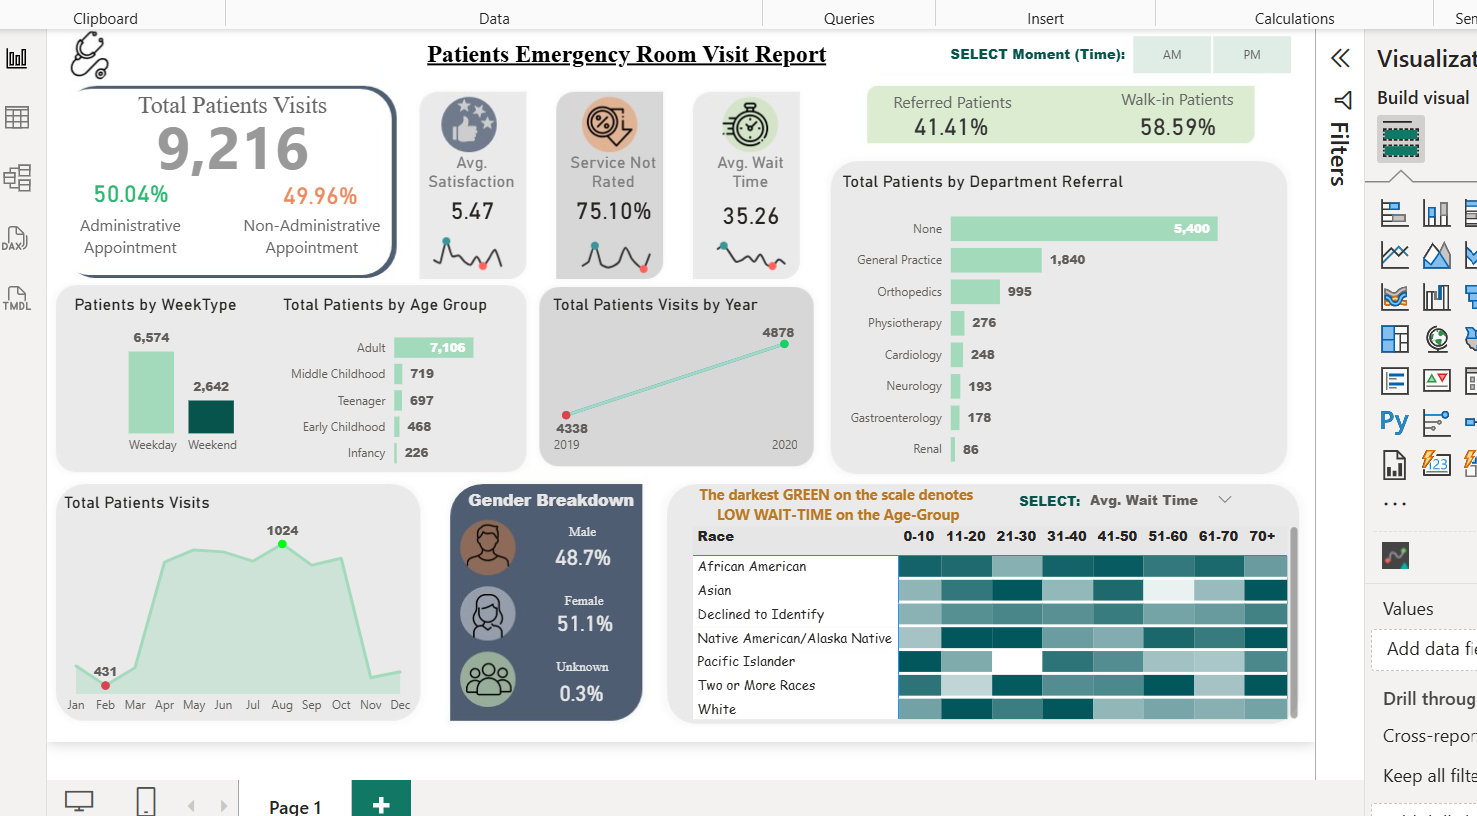 Clipboard
Data
Queries
Insert
Calculations
Sen
Patients Emergency Room Visit Report
SELECT Moment (Time):
AM
PM
Total Patients Visits
9,216
50.04%
49.96%
Administrative
Appointment
Non-Administrative
Appointment
Avg.
Satisfaction
5.47
Service Not
Rated
75.10%
Avg. Wait
Time
35.26
Referred Patients
41.41%
Walk-in Patients
58.59%
Total Patients by Department Referral
None 5,400
General Practice 1,840
Orthopedics 995
Physiotherapy 276
Cardiology 248
Neurology 193
Gastroenterology 178
Renal 86
Patients by WeekType
6,574
2,642
Weekday Weekend
Total Patients by Age Group
Adult 7,106
Middle Childhood 719
Teenager 697
Early Childhood 468
Infancy 226
Total Patients Visits by Year
4878
4338
2019 2020
Total Patients Visits
1024
431
Jan Feb Mar Apr May Jun Jul Aug Sep Oct Nov Dec
Gender Breakdown
Male
48.7%
Female
51.1%
Unknown
0.3%
The darkest GREEN on the scale denotes
LOW WAIT-TIME on the Age-Group
SELECT: Avg. Wait Time
Race 0-10 11-20 21-30 31-40 41-50 51-60 61-70 70+
African American
Asian
Declined to Identify
Native American/Alaska Native
Pacific Islander
Two or More Races
White
Filters
Visualizat
Build visual
Py
123
...
Values
Add data fie
Drill throug
Cross-repor
Keep all filte
DAX
TMDL
Page 1
+